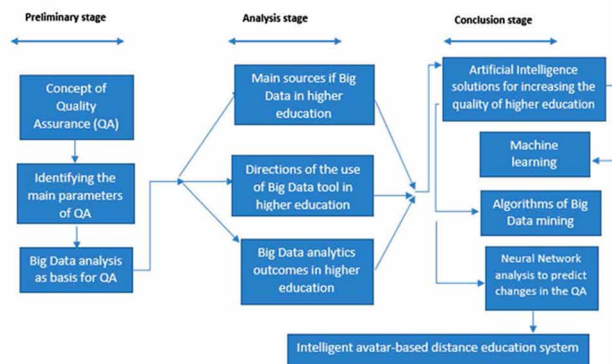 Preliminary stage
Analysis stage
Conclusion stage
Concept of
Quality
Assurance (QA)
Identifying the
main parameters
of QA
Big Data analysis
as basis for QA
Main sources if Big
Data in higher
education
Directions of the use
of Big Data tool in
higher education
Big Data analytics
outcomes in higher
education
Artificial Intelligence
solutions for increasing the
quality of higher education
Machine
learning
Algorithms of Big
Data mining
Neural Network
analysis to predict
changes in the QA
Intelligent avatar-based distance education system